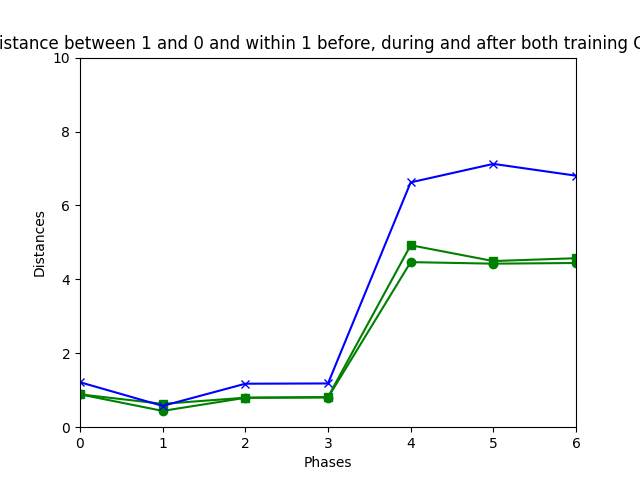 istance between 1 and 0 and within 1 before, during and after both training
10
8
6
4
2
0
Distances
0 1 2 3 4 5 6
Phases